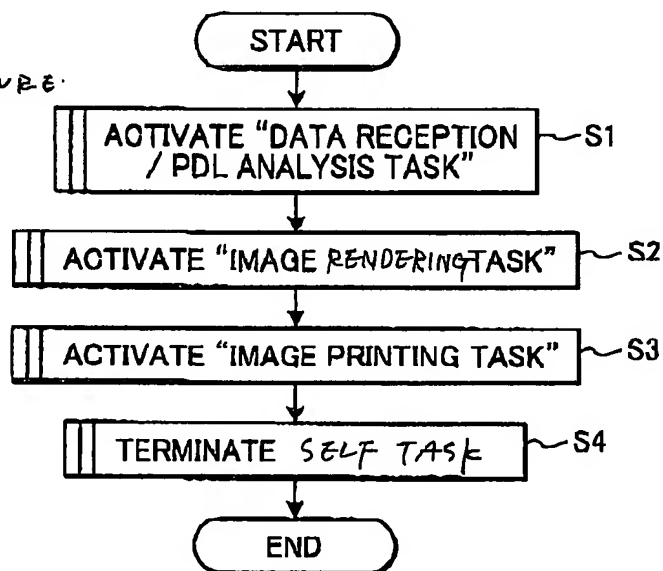 START
URE.
ACTIVATE "DATA RECEPTION
/ PDL ANALYSIS TASK"
S1
ACTIVATE "IMAGE RENDERING TASK"
S2
ACTIVATE "IMAGE PRINTING TASK"
S3
TERMINATE SELF TASK
S4
END